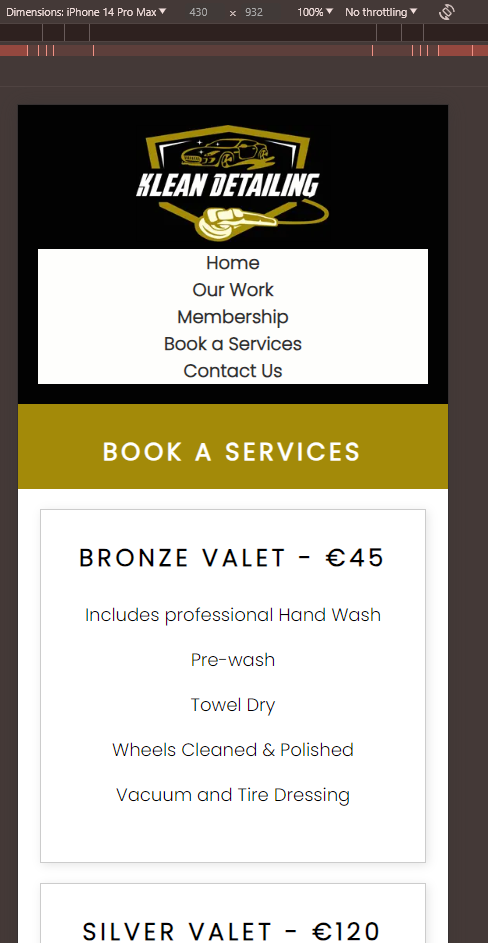 Dimensions: iPhone 14 Pro Max ▼ 430 × 932 100% ▼ No throttling ▼
KLEAN DETAILING
Home
Our Work
Membership
Book a Services
Contact Us
BOOK A SERVICES
BRONZE VALET - €45
Includes professional Hand Wash
Pre-wash
Towel Dry
Wheels Cleaned & Polished
Vacuum and Tire Dressing
SILVER VALET - €120